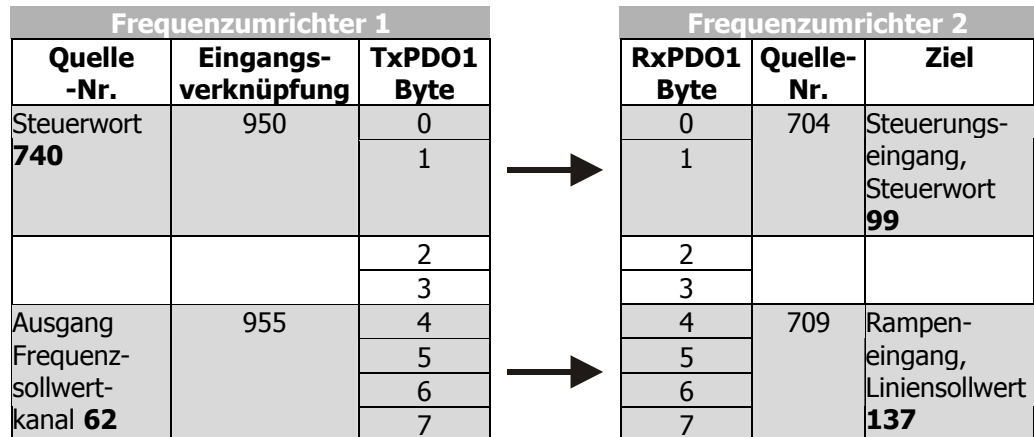 Frequenzumrichter 1
Quelle -Nr. Eingangs-verknüpfung TxPDO1 Byte
Steuerwort 740 950 0
1
2
3
Ausgang Frequenz-sollwert-kanal 62 955 4
5
6
7
Frequenzumrichter 2
RxPDO1 Byte Quelle-Nr. Ziel
0 704 Steuerungs-eingang, Steuerwort 99
1
2
3
4 709 Rampen-eingang, Liniensollwert 137
5
6
7